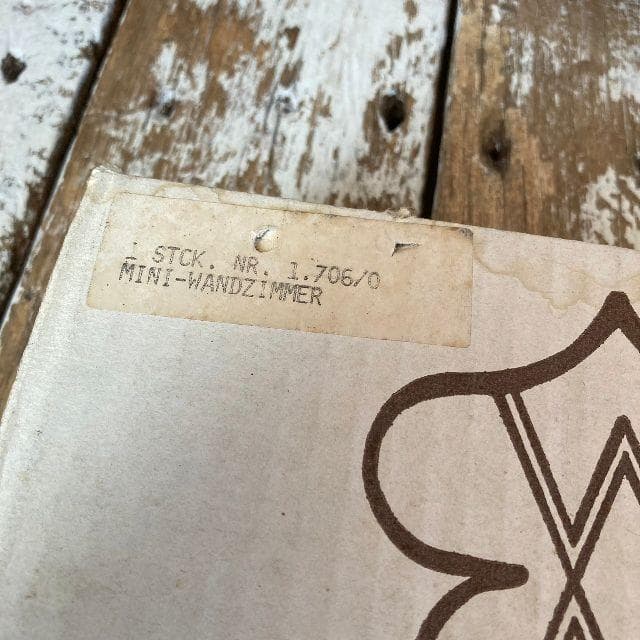 - STCK. NR. 1.706/0
MINI-WANDZIMMER